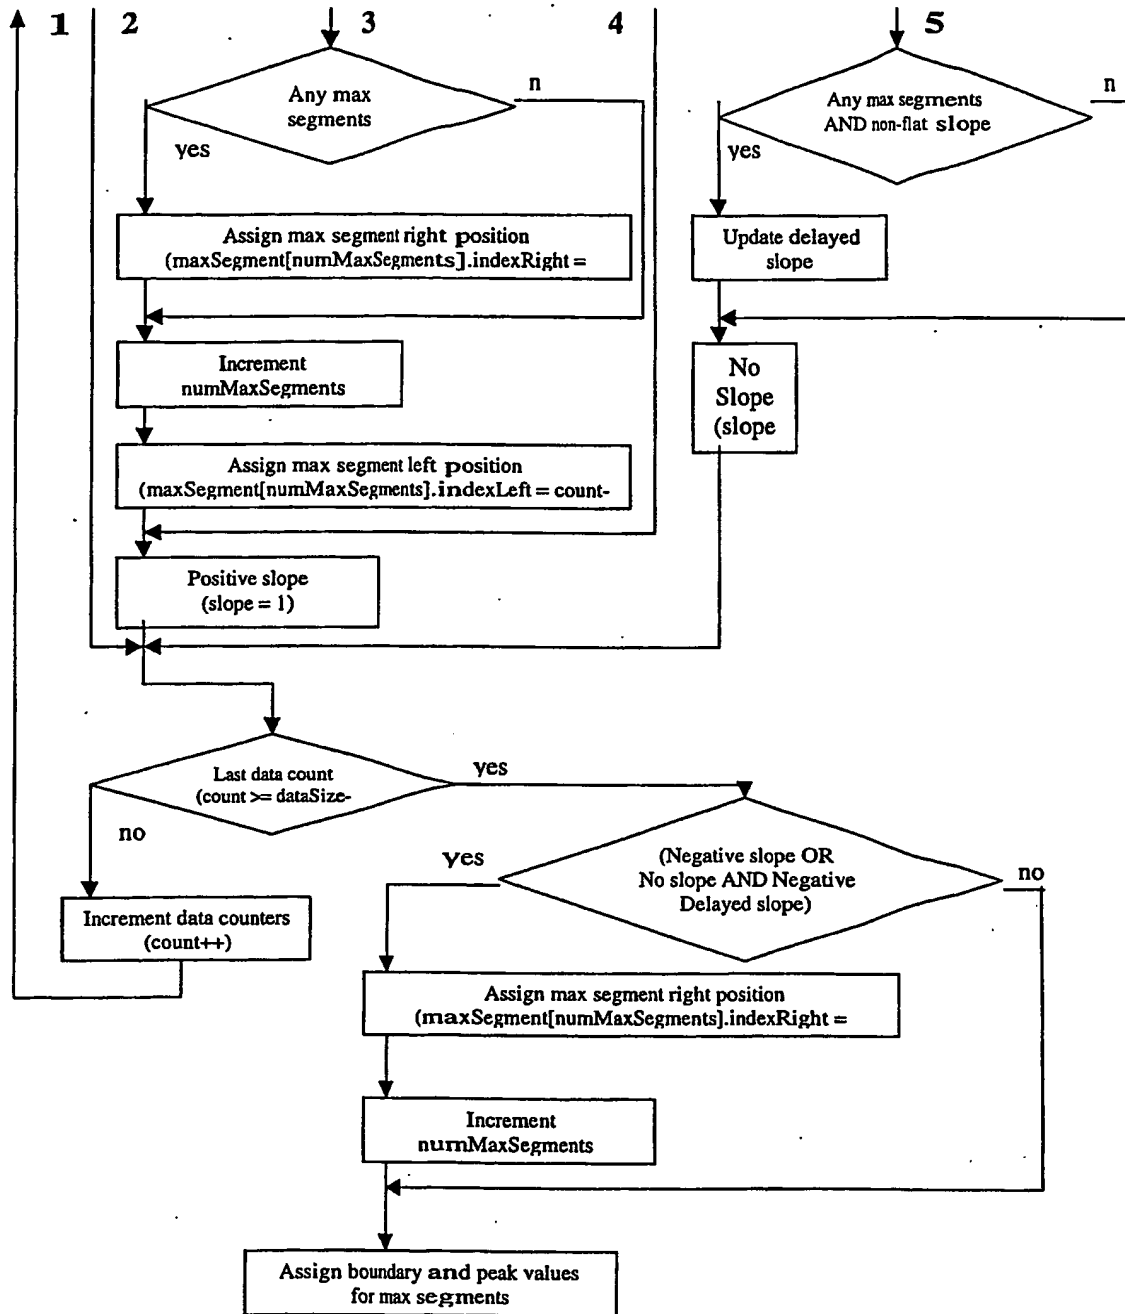 1 2 3 4 5
Any max
segments
n
yes
Any max segments
AND non-flat slope
n
yes
Assign max segment right position
(maxSegment[numMaxSegments].indexRight =
Update delayed
slope
Increment
numMaxSegments
No
Slope
(slope
Assign max segment left position
(maxSegment[numMaxSegments].indexLeft = count-
Positive slope
(slope = 1)
Last data count
(count >= dataSize-
yes
no
(Negative slope OR
No slope AND Negative
Delayed slope)
yes
no
Increment data counters
(count++)
Assign max segment right position
(maxSegment[numMaxSegments].indexRight =
Increment
numMaxSegments
Assign boundary and peak values
for max segments